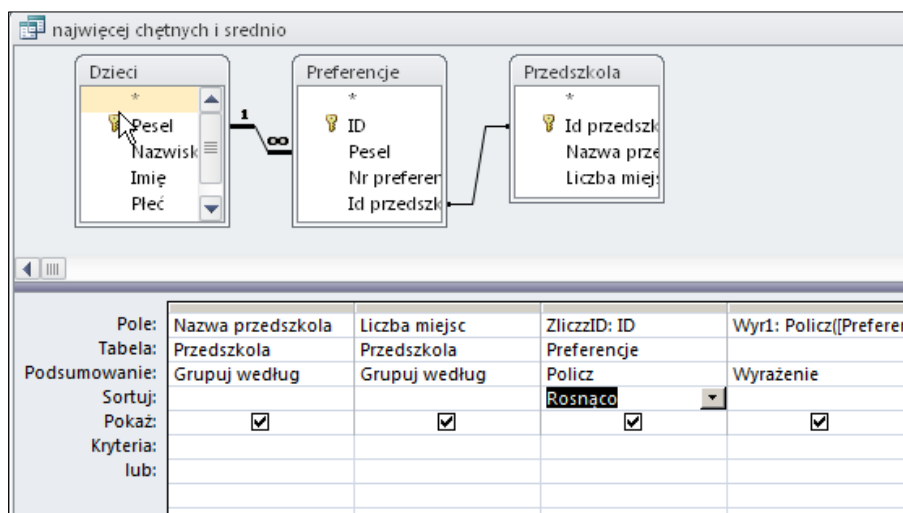 najwięcej chętnych i srednio
Dzieci
*
Pesel
Nazwisk
Imię
Płeć
1
∞
Preferencje
*
ID
Pesel
Nr preferen
Id przedszk
Przedszkola
*
Id przedszk
Nazwa prze
Liczba miejs
Pole: Nazwa przedszkola Liczba miejsc ZliczzID: ID Wyr1: Policz([Preferer
Tabela: Przedszkola Przedszkola Preferencje
Podsumowanie: Grupuj według Grupuj według Policz Wyrażenie
Sortuj: Rosnąco
Pokaż:
Kryteria:
lub: